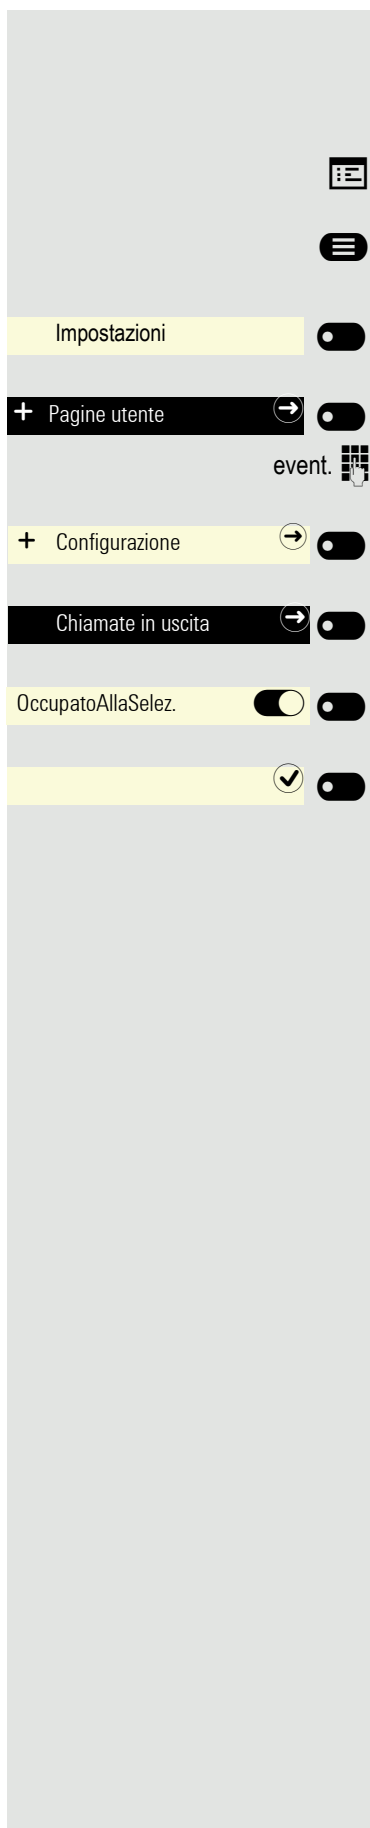 Impostazioni
+ Pagine utente
event.
+ Configurazione
Chiamate in uscita
OccupatoAllaSelez.